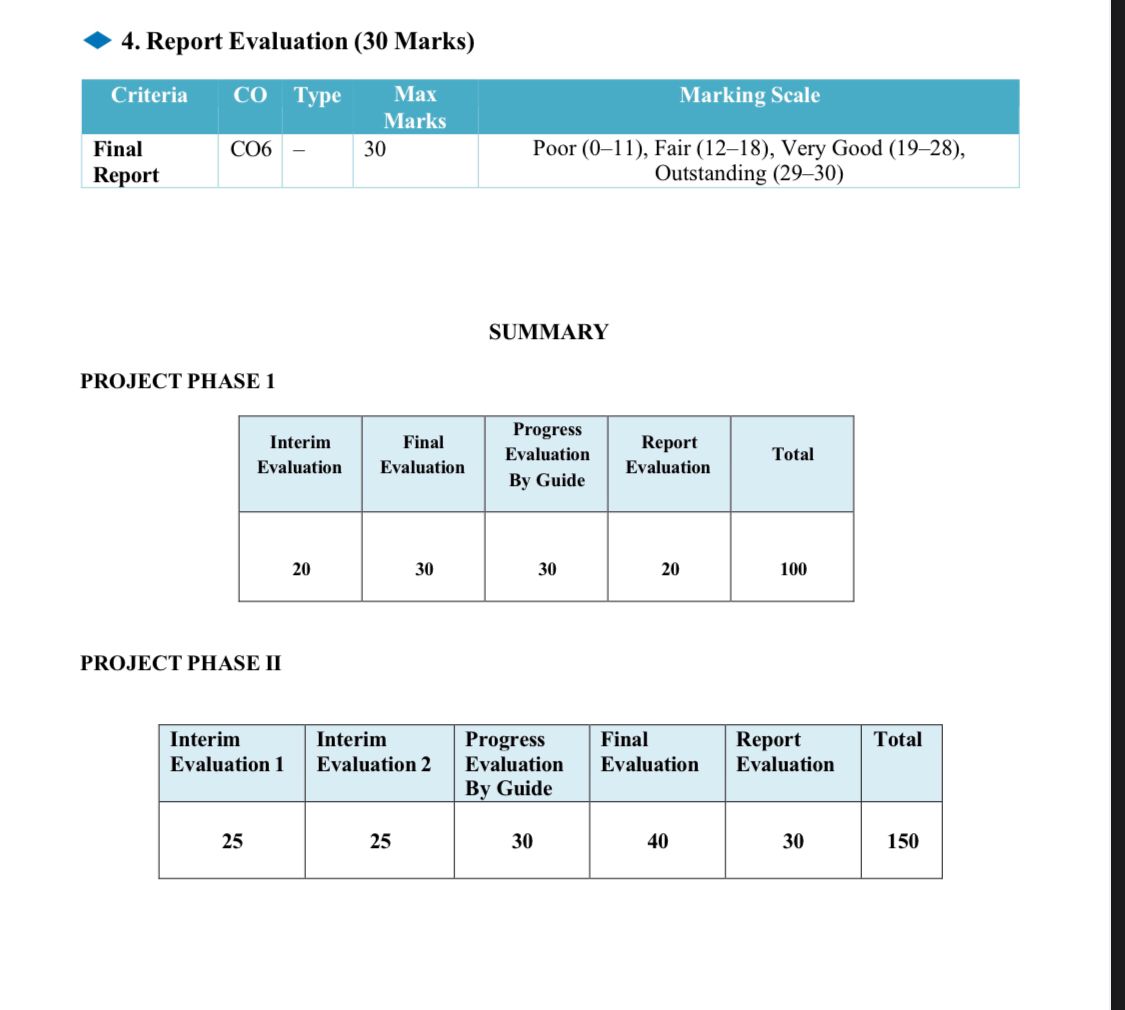 4. Report Evaluation (30 Marks)
Criteria CO Type Max Marks Marking Scale
Final Report CO6 – 30 Poor (0–11), Fair (12–18), Very Good (19–28), Outstanding (29–30)
SUMMARY
PROJECT PHASE 1
Interim Evaluation Final Evaluation Progress Evaluation By Guide Report Evaluation Total
20 30 30 20 100
PROJECT PHASE II
Interim Evaluation 1 Interim Evaluation 2 Progress Evaluation By Guide Final Evaluation Report Evaluation Total
25 25 30 40 30 150